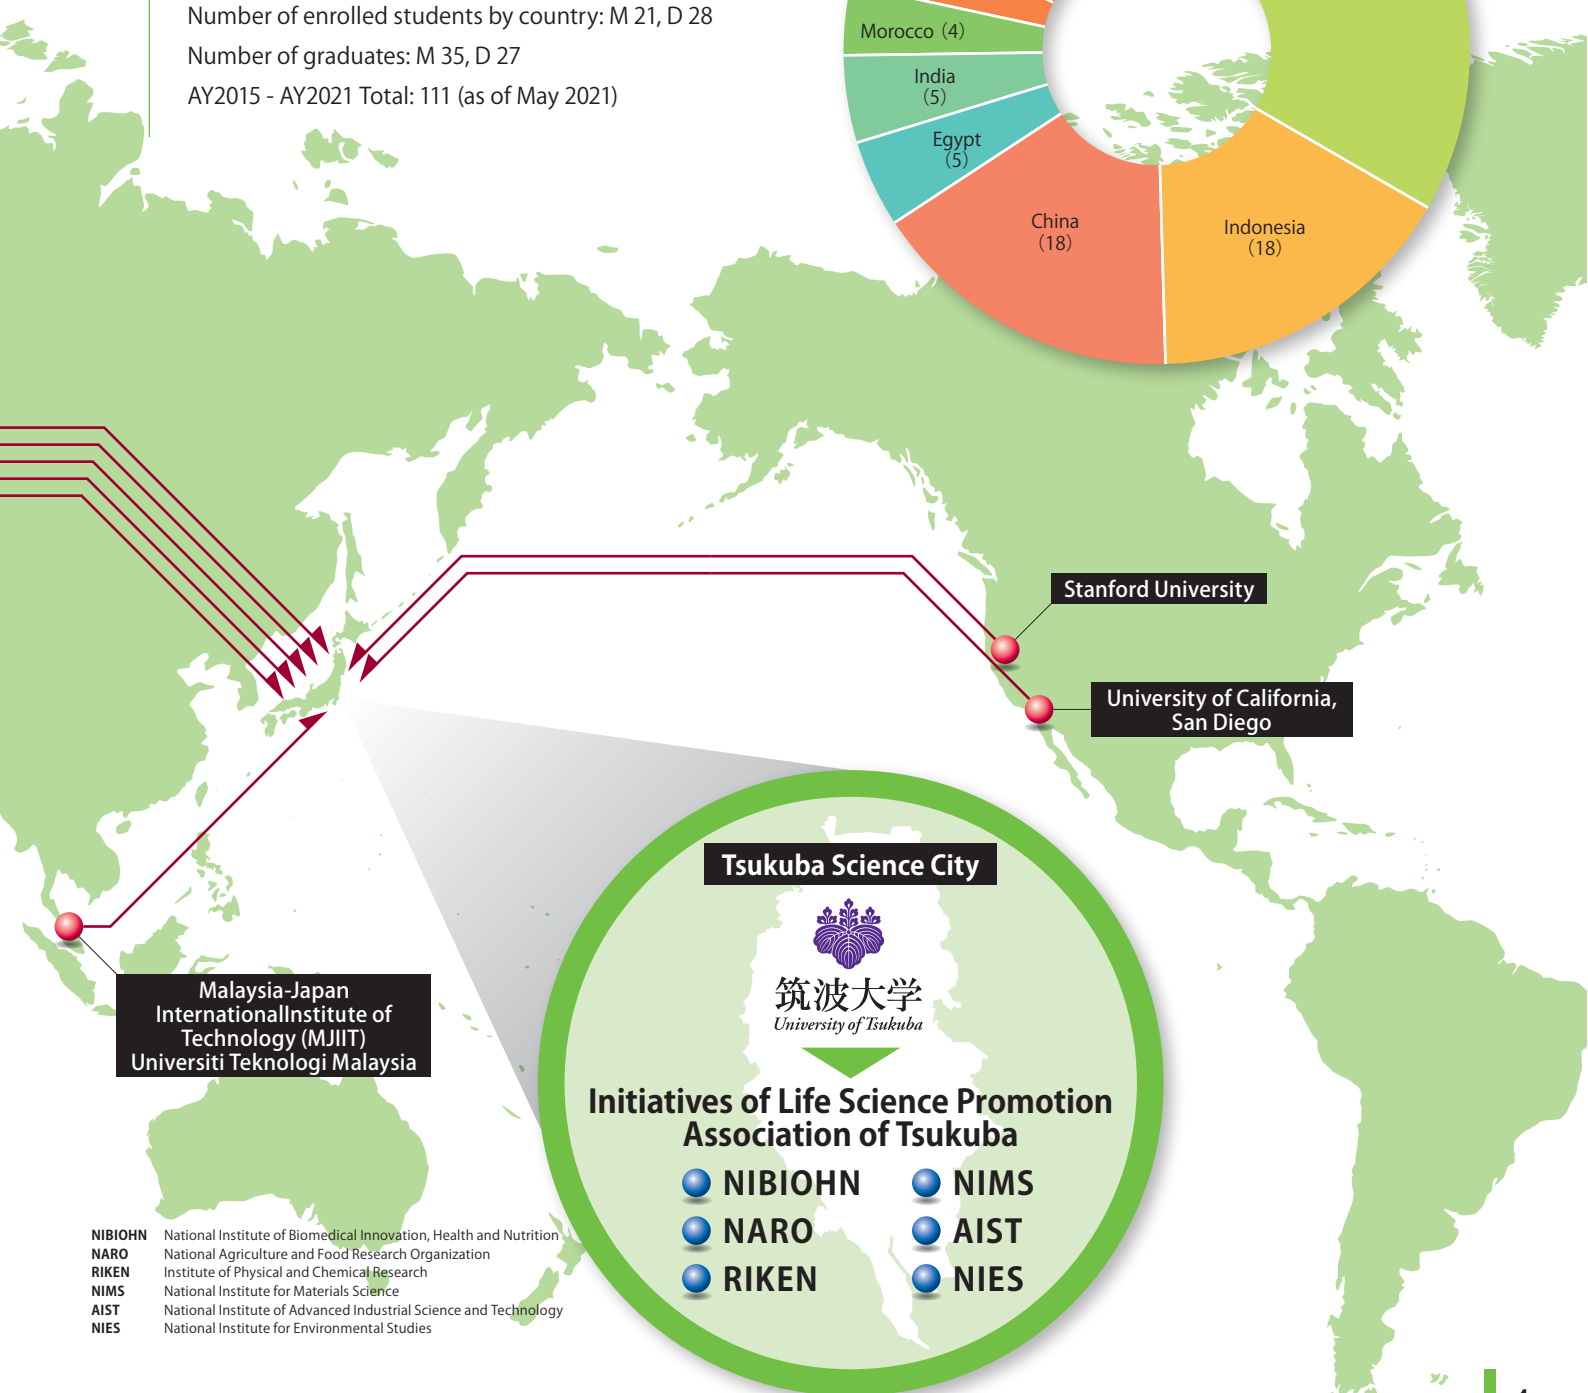 Number of enrolled students by country: M 21, D 28
Number of graduates: M 35, D 27
AY2015 - AY2021 Total: 111 (as of May 2021)
Morocco (4)
India
(5)
Egypt
(5)
China
(18)
Indonesia
(18)
Stanford University
University of California,
San Diego
Malaysia-Japan
InternationalInstitute of
Technology (MJIIT)
Universiti Teknologi Malaysia
Tsukuba Science City
筑波大学
University of Tsukuba
Initiatives of Life Science Promotion
Association of Tsukuba
NIBIOHN
NIMS
NARO
AIST
RIKEN
NIES
NIBIOHN National Institute of Biomedical Innovation, Health and Nutrition
NARO National Agriculture and Food Research Organization
RIKEN Institute of Physical and Chemical Research
NIMS National Institute for Materials Science
AIST National Institute of Advanced Industrial Science and Technology
NIES National Institute for Environmental Studies